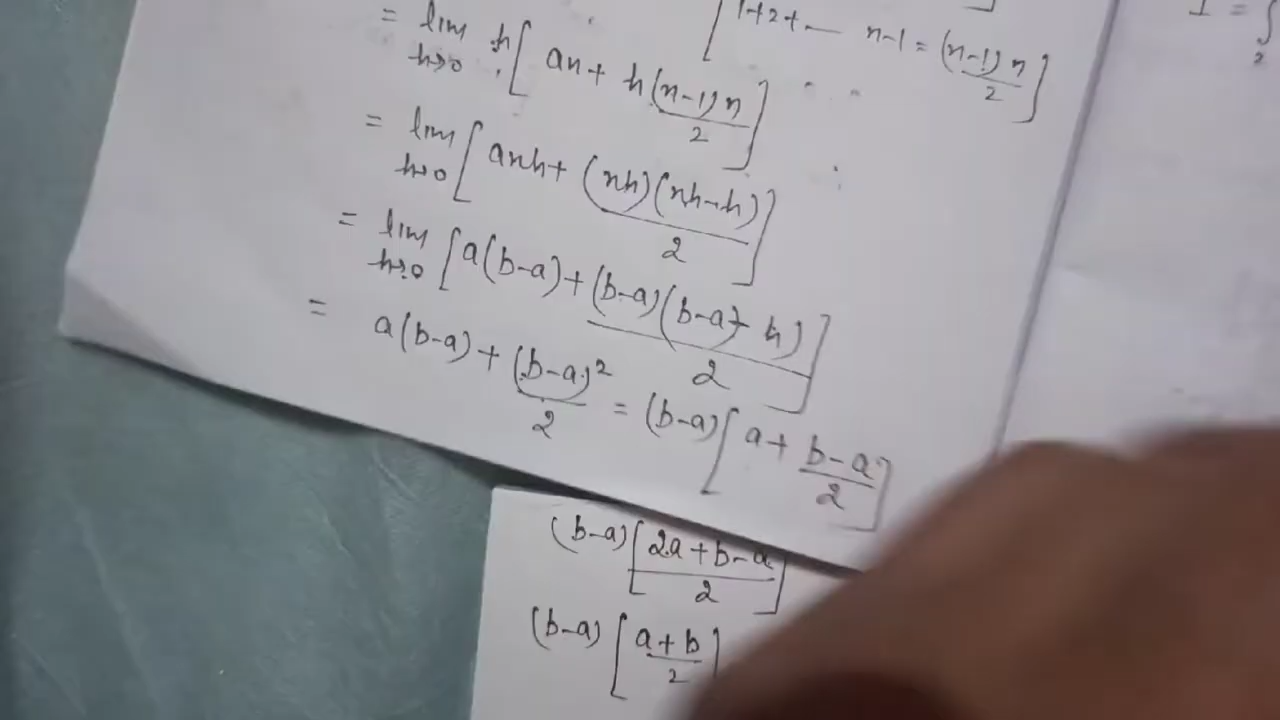 [1+2+ — n-1 = (n-1)n/2]
= lim h→0 h[an + h(n-1)n/2]
= lim h→0 [anh + (nh)(nh-h)/2]
= lim h→0 [a(b-a) + (b-a)(b-a-h)/2]
= a(b-a) + (b-a)²/2 = (b-a)[a + b-a/2]
(b-a)[2a+b-a/2]
(b-a)[a+b/2]
I = ∫ 2